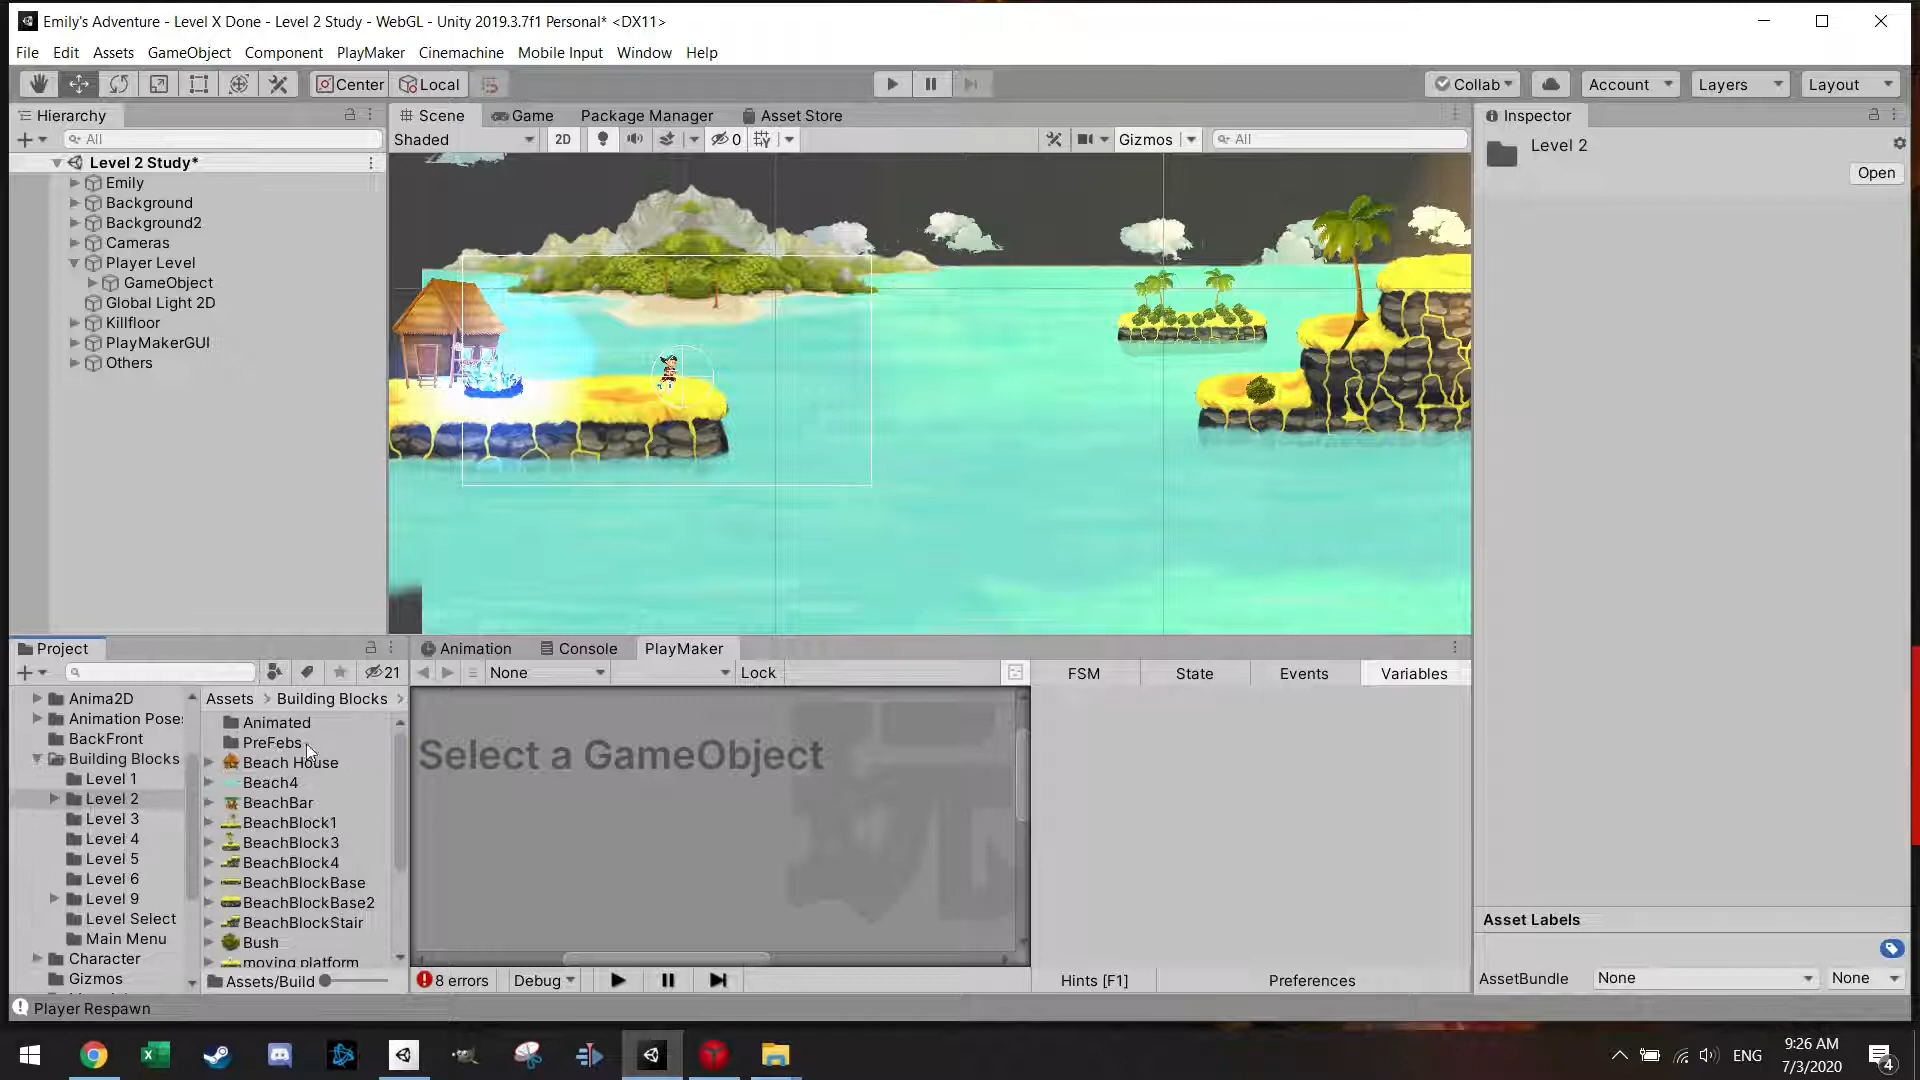 Emily's Adventure - Level X Done - Level 2 Study - WebGL - Unity 2019.3.7f1 Personal* <DX11>
File Edit Assets GameObject Component PlayMaker Cinemachine Mobile Input Window Help
Center Local Collab Account Layers Layout
Hierarchy Scene Game Package Manager Asset Store Inspector
All Shaded 2D 0 Gizmos All
Level 2
Open
Level 2 Study*
Emily
Background
Background2
Cameras
Player Level
GameObject
Global Light 2D
Killfloor
PlayMakerGUI
Others
Project Animation Console PlayMaker
21 None Lock FSM State Events Variables
Anima2D
Animation Pose
BackFront
Building Blocks
Level 1
Level 2
Level 3
Level 4
Level 5
Level 6
Level 9
Level Select
Main Menu
Character
Gizmos
Assets > Building Blocks >
Animated
PreFebs
Beach House
Beach4
BeachBar
BeachBlock1
BeachBlock3
BeachBlock4
BeachBlockBase
BeachBlockBase2
BeachBlockStair
Bush
moving platform
Assets/Build
Select a GameObject
8 errors Debug Hints [F1] Preferences
Asset Labels
AssetBundle None None
Player Respawn
ENG
9:26 AM
7/3/2020
4